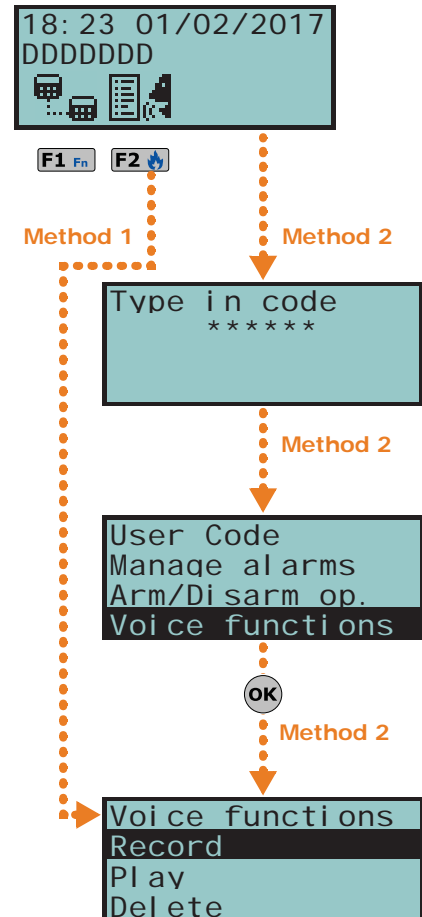 18:23 01/02/2017
DDDDDDD
F1 Fn F2
Method 1 Method 2
Type in code
******
Method 2
User Code
Manage alarms
Arm/Disarm op.
Voice functions
OK
Method 2
Voice functions
Record
Play
Delete